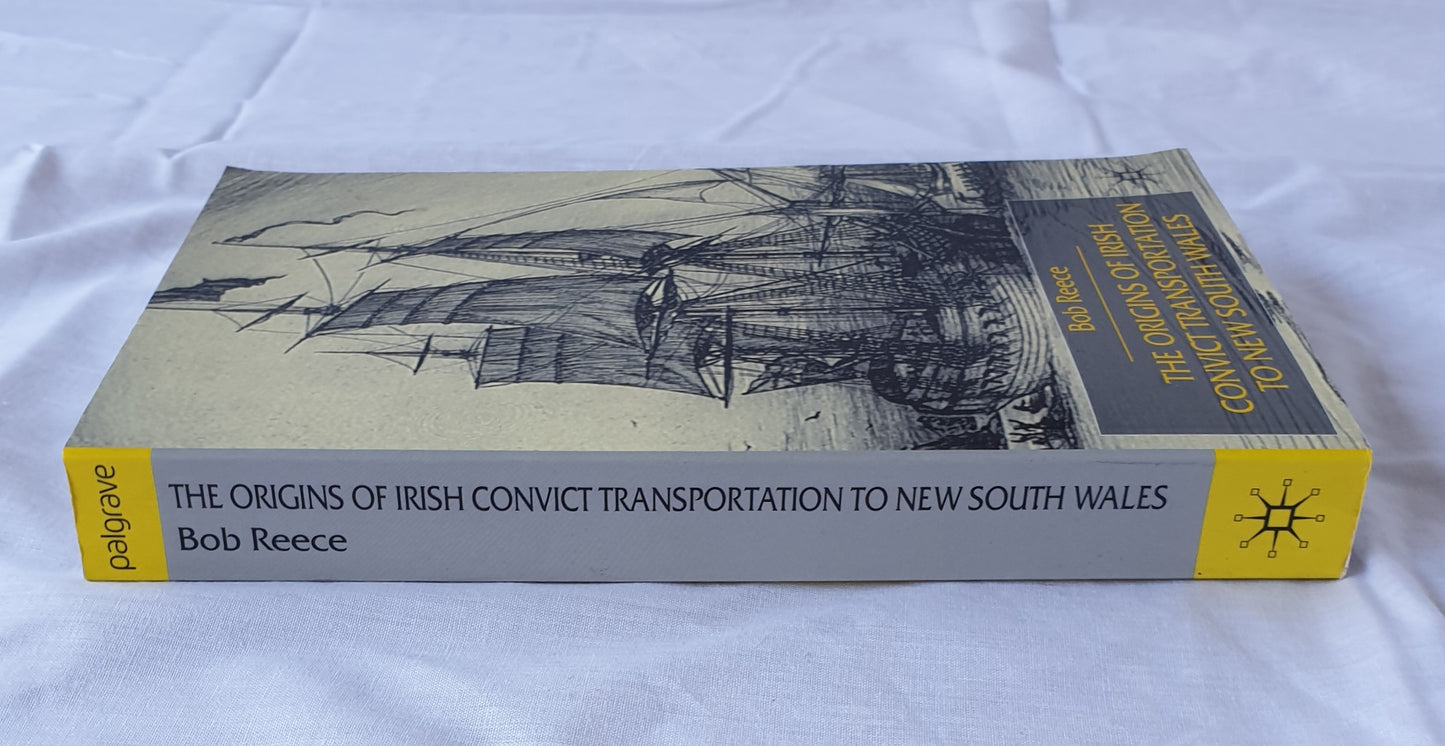 Bob Reece
THE ORIGINS OF IRISH
CONVICT TRANSPORTATION
TO NEW SOUTH WALES
palgrave
THE ORIGINS OF IRISH CONVICT TRANSPORTATION TO NEW SOUTH WALES
Bob Reece